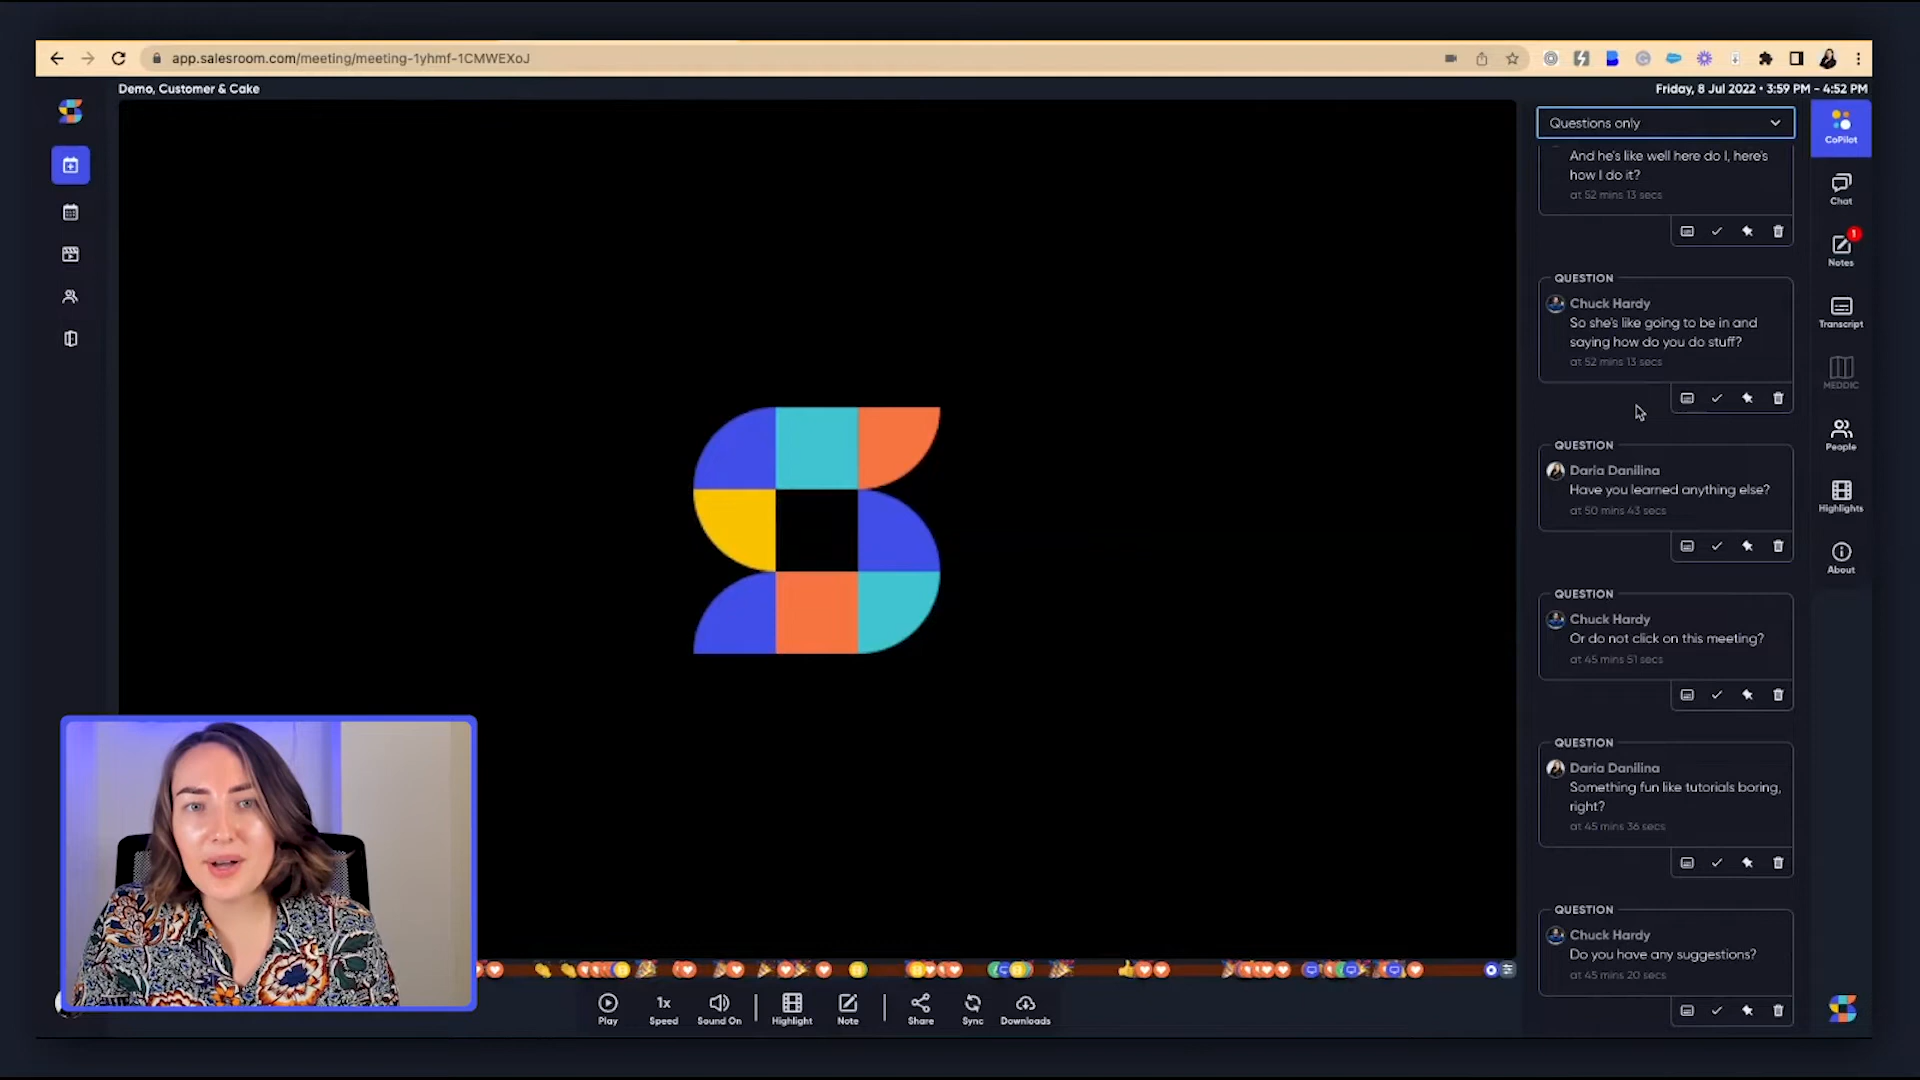 app.salesroom.com/meeting/meeting-1yhmf-1CMWEXoJ
Demo, Customer & Cake
Friday, 8 Jul 2022 • 3:59 PM - 4:52 PM
Questions only
And he's like well here do I, here's
how I do it?
at 52 mins 13 secs
QUESTION
Chuck Hardy
So she's like going to be in and
saying how do you do stuff?
at 52 mins 13 secs
QUESTION
Daria Danilina
Have you learned anything else?
at 50 mins 43 secs
QUESTION
Chuck Hardy
Or do not click on this meeting?
at 45 mins 51 secs
QUESTION
Daria Danilina
Something fun like tutorials boring,
right?
at 45 mins 36 secs
QUESTION
Chuck Hardy
Do you have any suggestions?
at 45 mins 20 secs
CoPilot
Chat
1
Notes
Transcript
MEDDIC
People
Highlights
About
Play
1x
Speed
Sound On
Highlight
Note
Share
Sync
Downloads